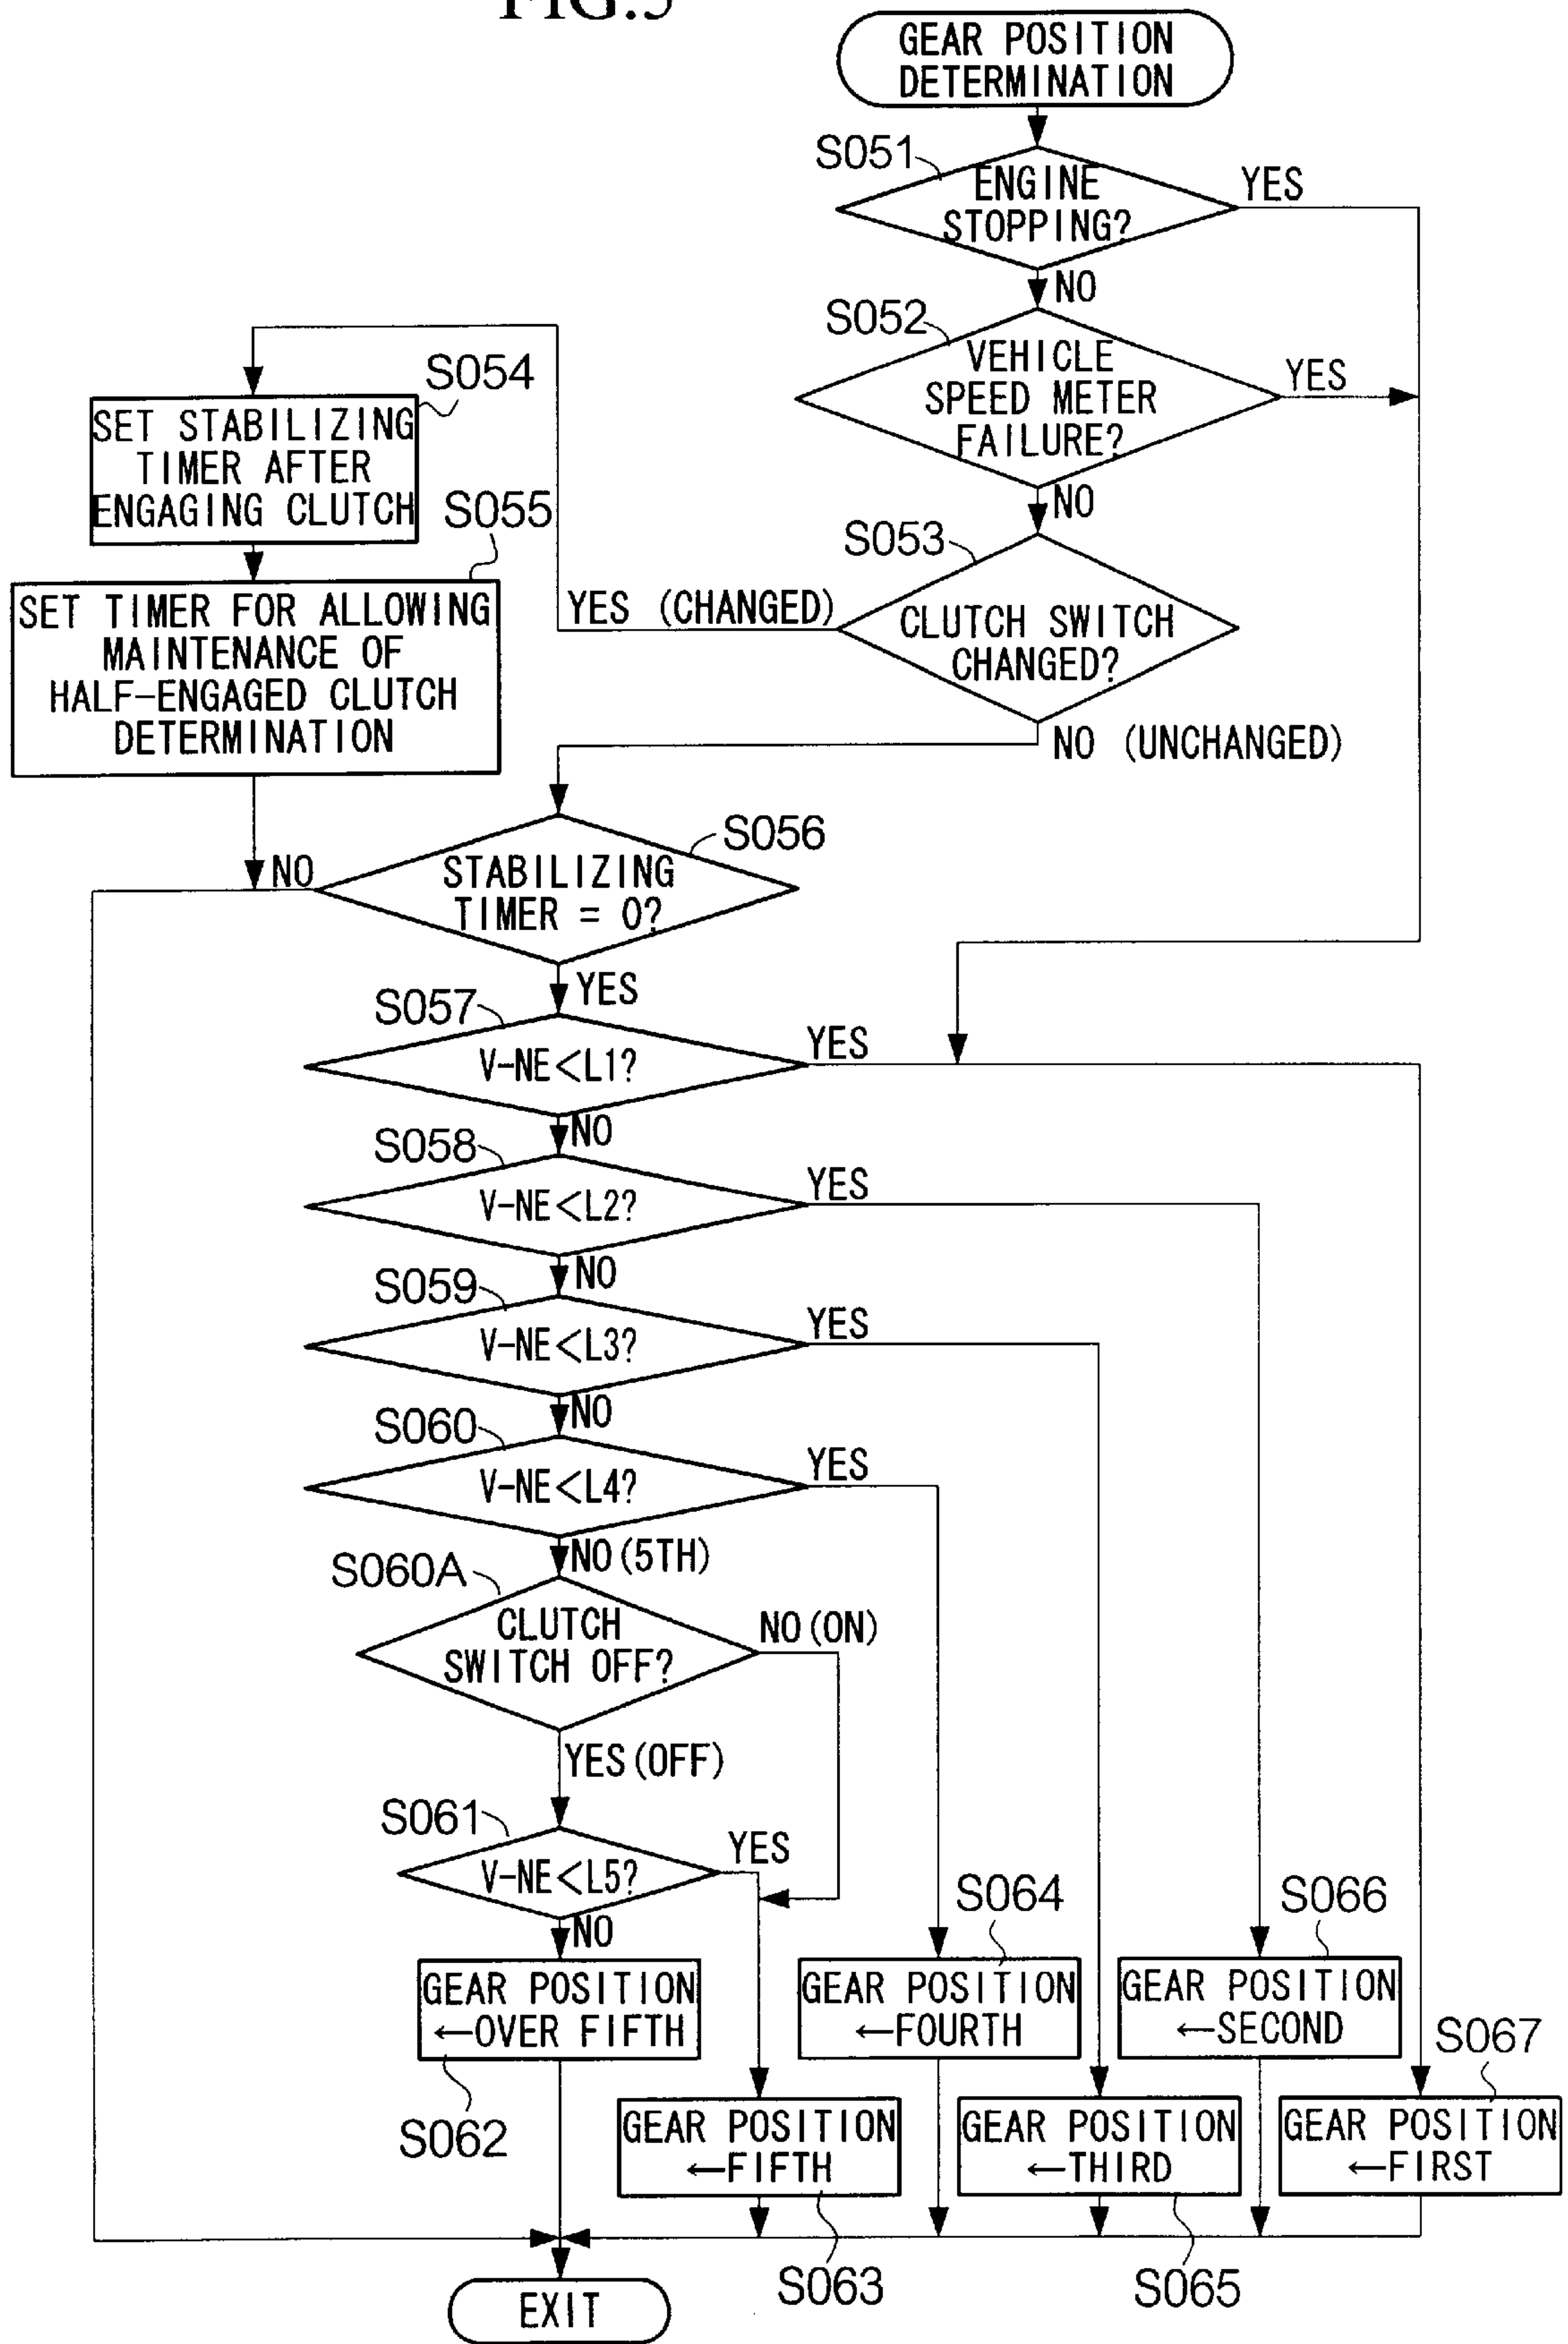 FIG.5
GEAR POSITION
DETERMINATION
S051
ENGINE
STOPPING?
YES
NO
S052
VEHICLE
SPEED METER
FAILURE?
YES
NO
S054
SET STABILIZING
TIMER AFTER
ENGAGING CLUTCH
S055
SET TIMER FOR ALLOWING
MAINTENANCE OF
HALF-ENGAGED CLUTCH
DETERMINATION
S053
CLUTCH SWITCH
CHANGED?
YES (CHANGED)
NO (UNCHANGED)
S056
STABILIZING
TIMER = 0?
NO
YES
S057
V-NE<L1?
YES
NO
S058
V-NE<L2?
YES
NO
S059
V-NE<L3?
YES
NO
S060
V-NE<L4?
YES
NO(5TH)
S060A
CLUTCH
SWITCH OFF?
NO(ON)
YES(OFF)
S061
V-NE<L5?
YES
NO
GEAR POSITION
←OVER FIFTH
S062
GEAR POSITION
←FIFTH
S063
S064
GEAR POSITION
←FOURTH
GEAR POSITION
←THIRD
S065
S066
GEAR POSITION
←SECOND
S067
GEAR POSITION
←FIRST
EXIT